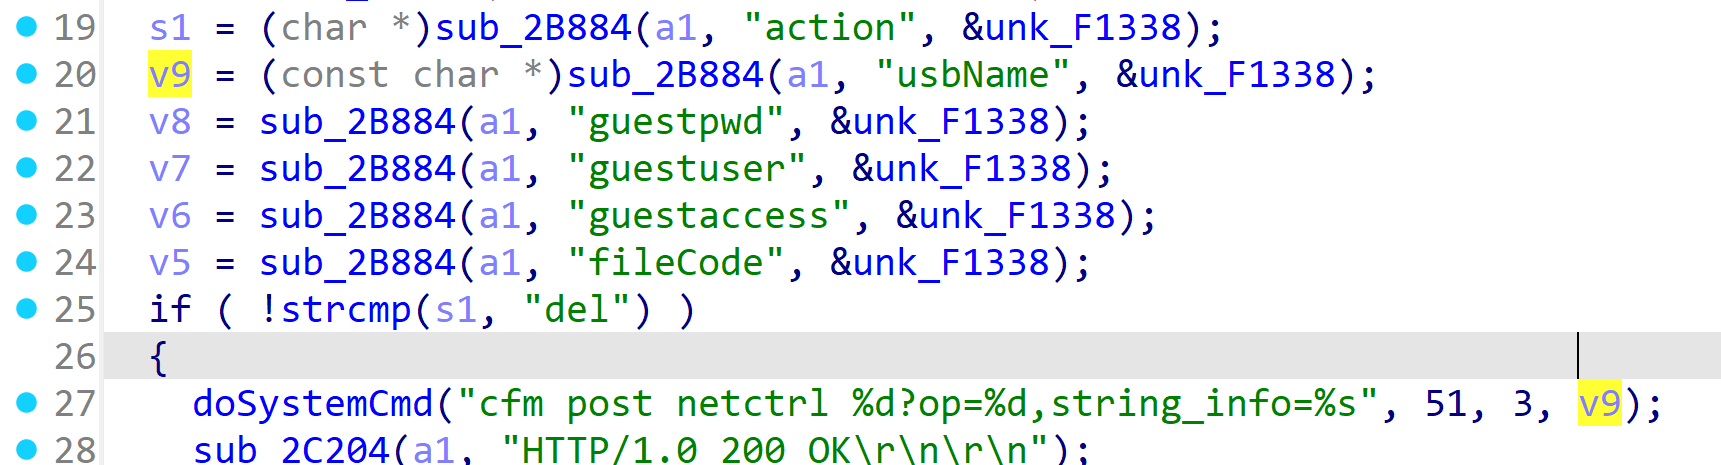 19 s1 = (char *)sub_2B884(a1, "action", &unk_F1338);
20 v9 = (const char *)sub_2B884(a1, "usbName", &unk_F1338);
21 v8 = sub_2B884(a1, "guestpwd", &unk_F1338);
22 v7 = sub_2B884(a1, "guestuser", &unk_F1338);
23 v6 = sub_2B884(a1, "guestaccess", &unk_F1338);
24 v5 = sub_2B884(a1, "fileCode", &unk_F1338);
25 if ( !strcmp(s1, "del") )
26 {
27 doSystemCmd("cfm post netctrl %d?op=%d,string_info=%s", 51, 3, v9);
28 sub_2C204(a1, "HTTP/1.0 200 OK\r\n\r\n");